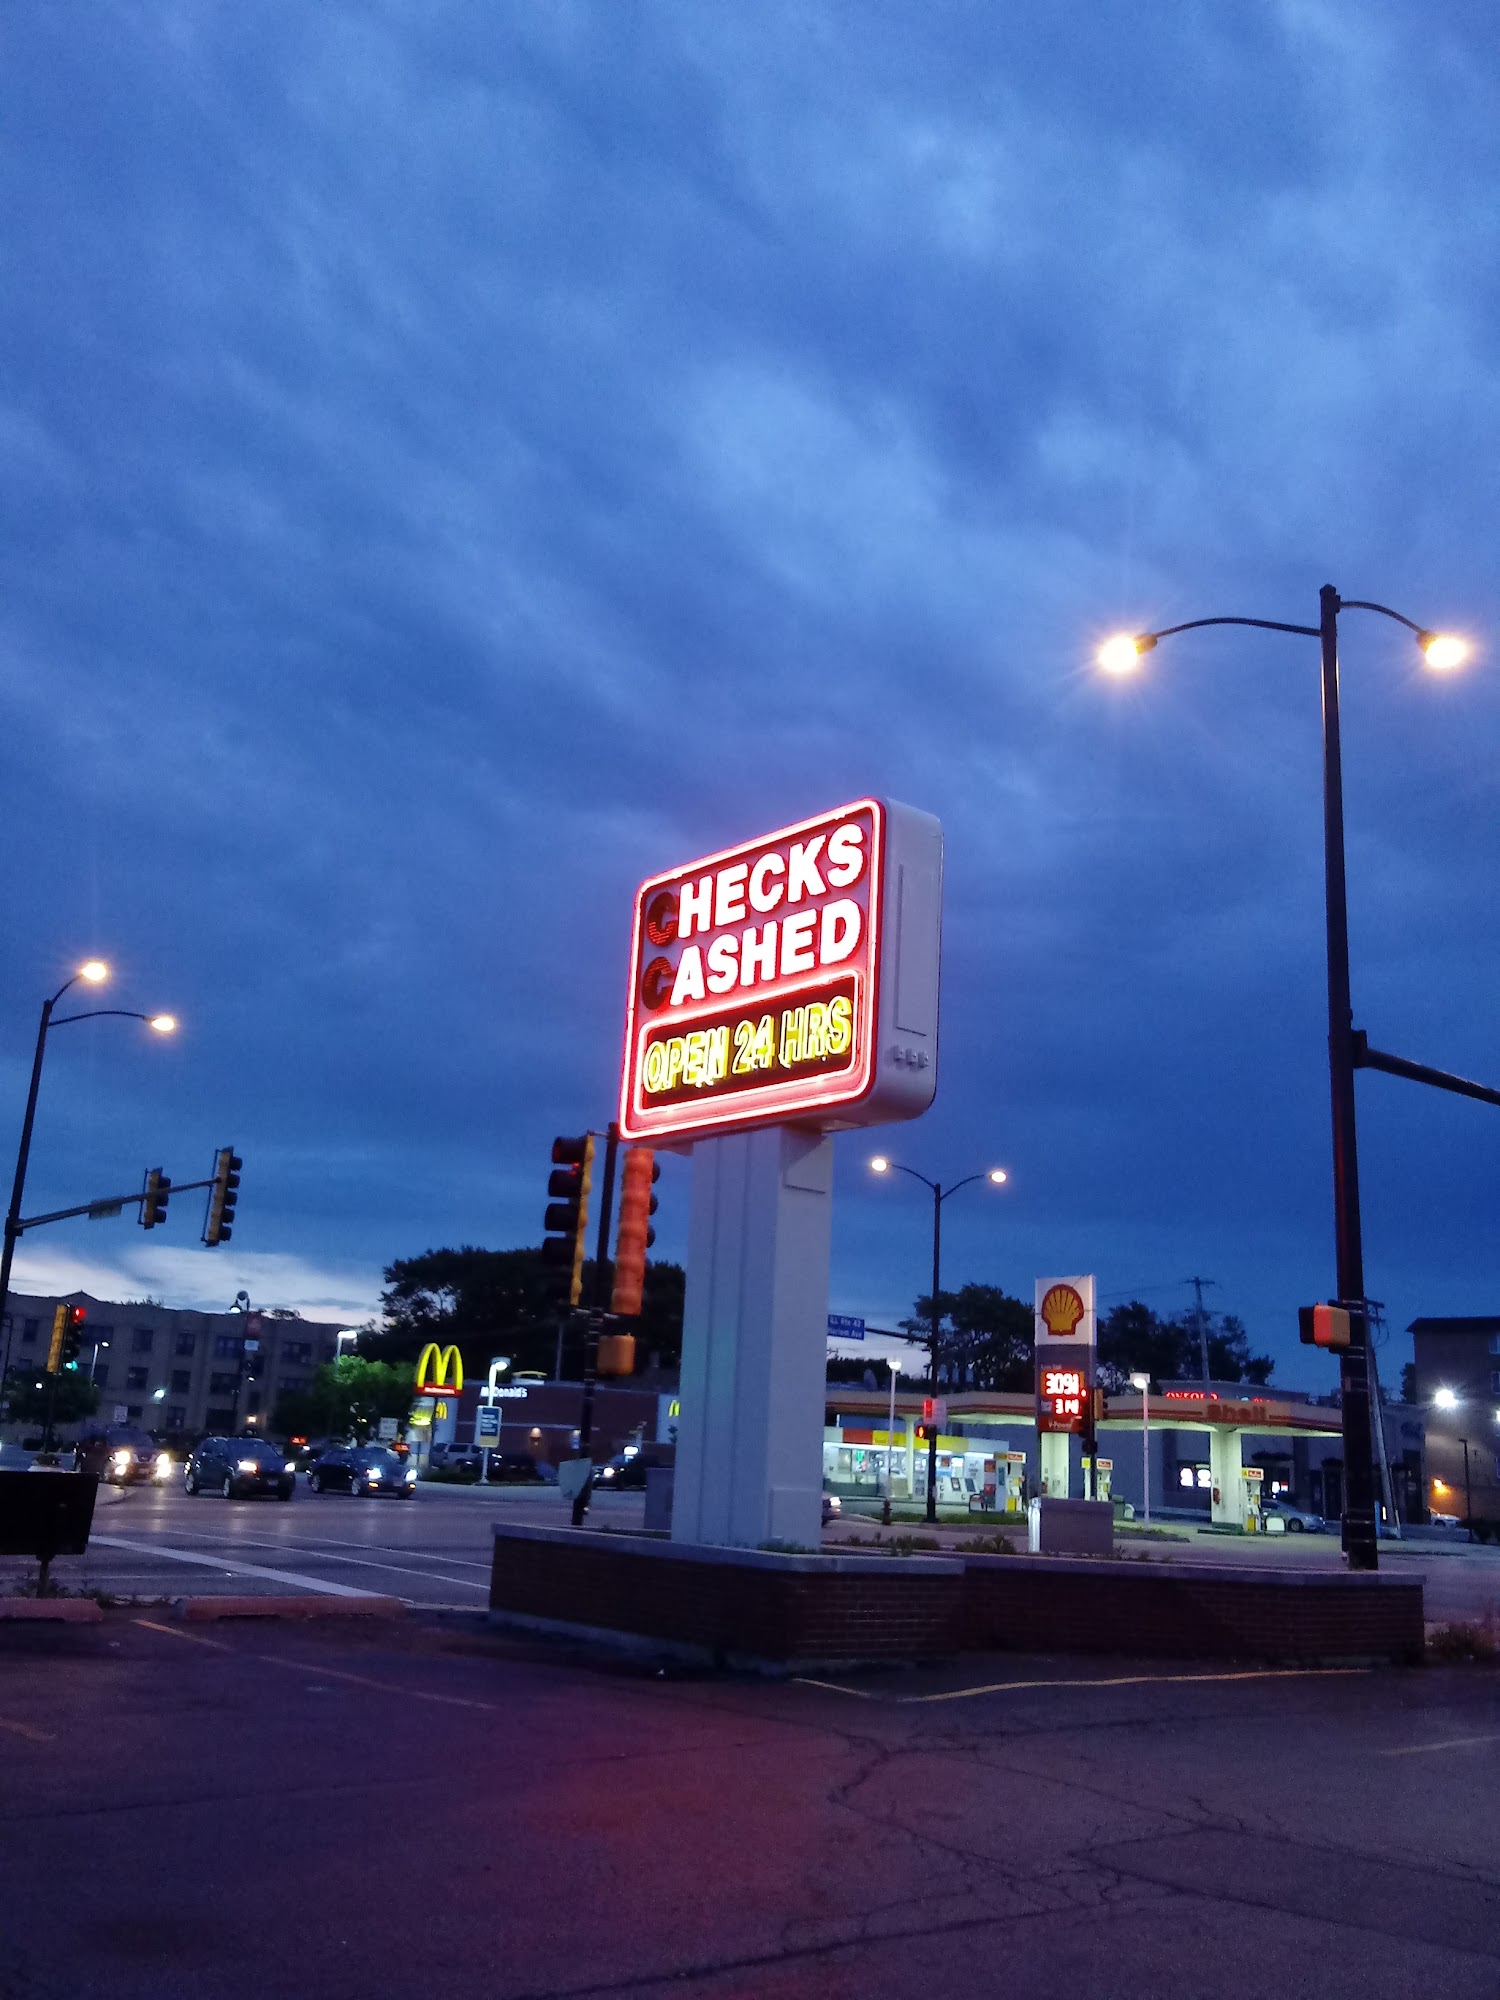 CHECKS
CASHED
OPEN 24 HRS
McDonald's
Shell